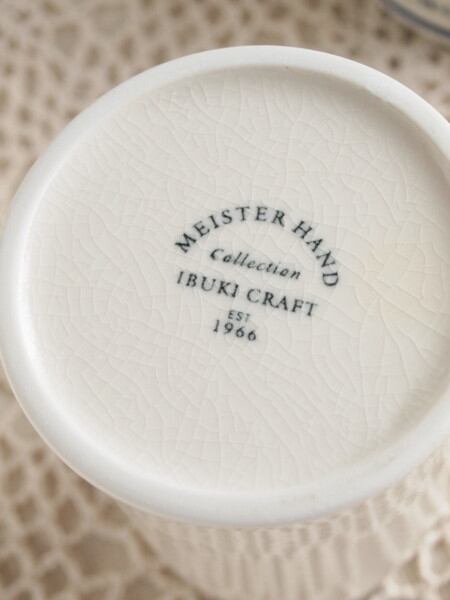 MEISTER HAND
Collection
IBUKI CRAFT
EST
1966